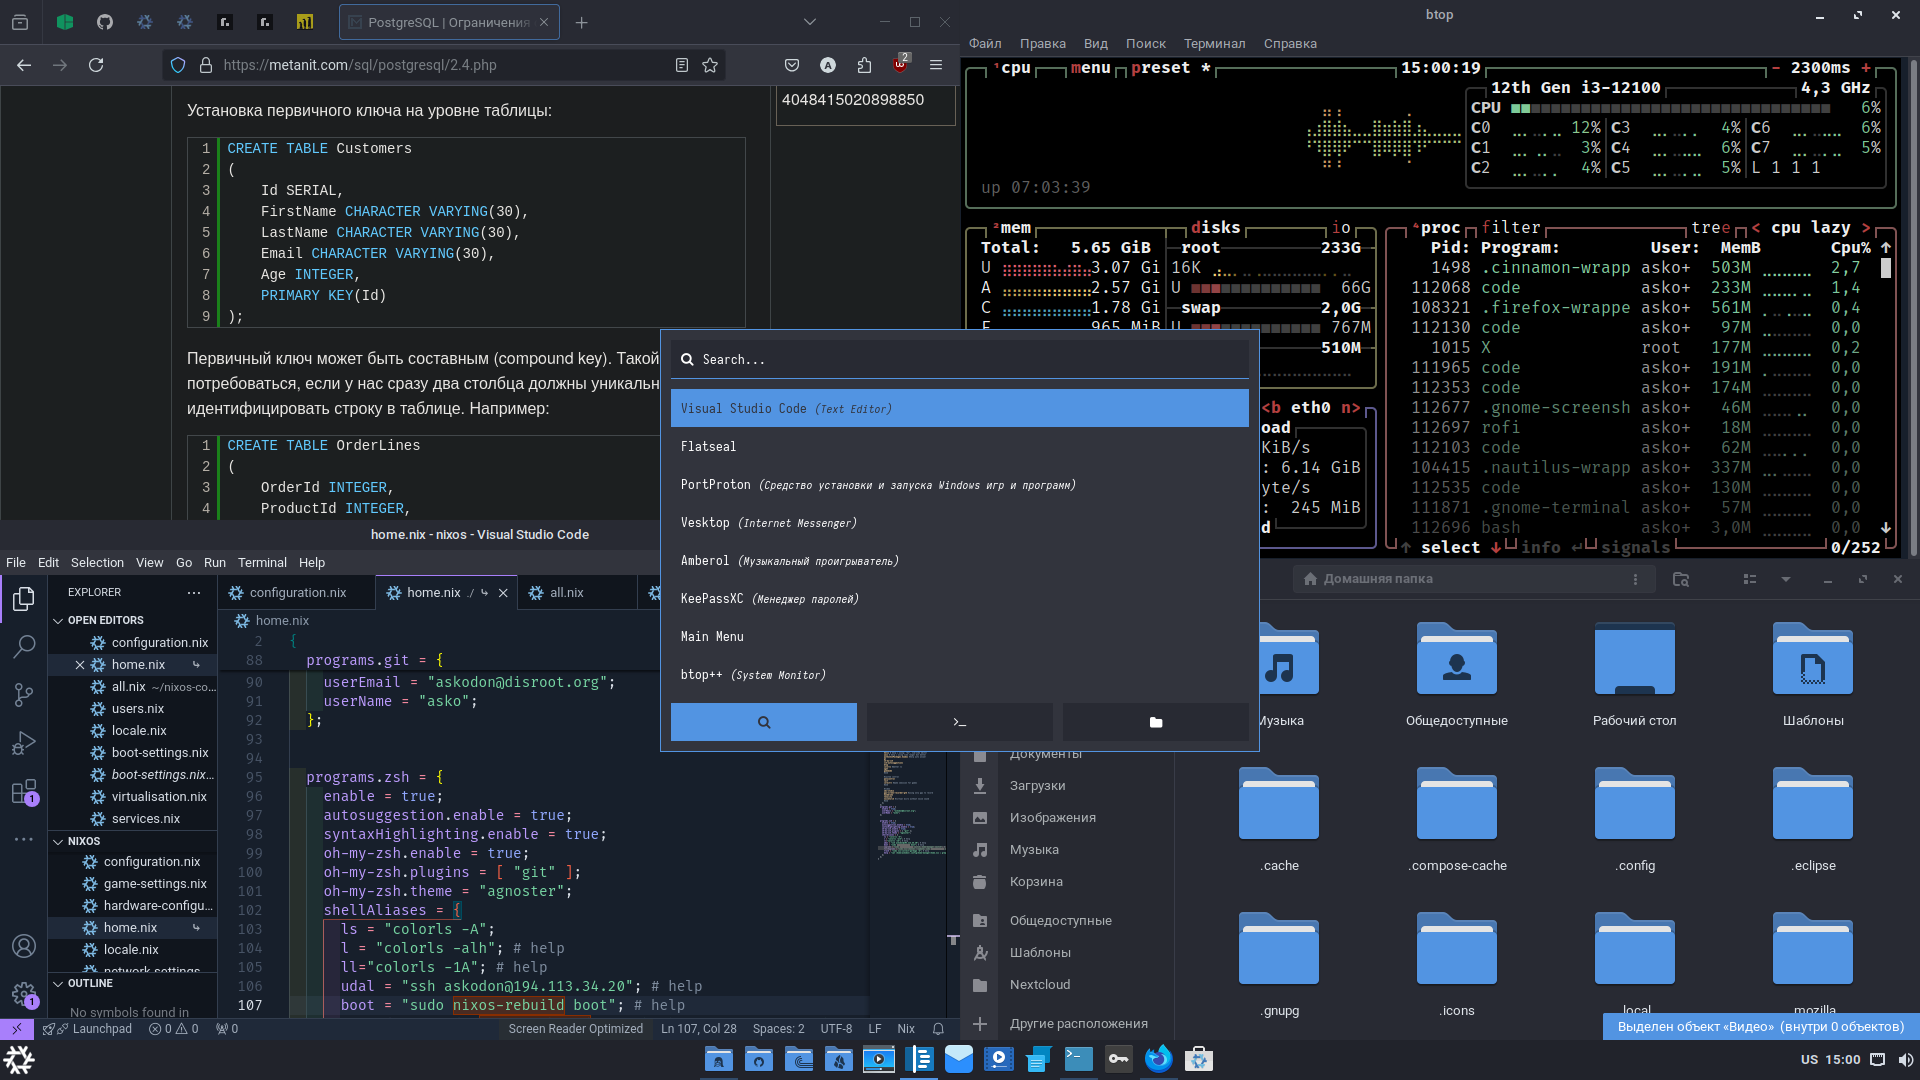 PostgreSQL | Ограничения
https://metanit.com/sql/postgresql/2.4.php
2
Установка первичного ключа на уровне таблицы:
1 CREATE TABLE Customers
2 (
3 Id SERIAL,
4 FirstName CHARACTER VARYING(30),
5 LastName CHARACTER VARYING(30),
6 Email CHARACTER VARYING(30),
7 Age INTEGER,
8 PRIMARY KEY(Id)
9 );
Первичный ключ может быть составным (compound key). Такой
потребоваться, если у нас сразу два столбца должны уникальн
идентифицировать строку в таблице. Например:
1 CREATE TABLE OrderLines
2 (
3 OrderId INTEGER,
4 ProductId INTEGER,
4048415020898850
btop
Файл Правка Вид Поиск Терминал Справка
¹cpu menu preset * 15:00:19 - 2300ms +
12th Gen i3-12100 4,3 GHz
CPU 6%
C0 12% C3 4% C6 6%
C1 3% C4 6% C7 5%
C2 4% C5 5% L 1 1 1
up 07:03:39
²mem disks io
Total: 5.65 GiB root 233G
U 3.07 Gi 16K
A 2.57 Gi U 66G
C 1.78 Gi swap 2,0G
F 965 MiB U 767M
510M
<b eth0 n>
oad
KiB/s
: 6.14 GiB
yte/s
: 245 MiB
d
⁴proc filter tree < cpu lazy >
Pid: Program: User: MemB Cpu% ↑
1498 .cinnamon-wrapp asko+ 503M 2,7
112068 code asko+ 233M 1,4
108321 .firefox-wrappe asko+ 561M 0,4
112130 code asko+ 97M 0,0
1015 X root 177M 0,2
111965 code asko+ 191M 0,0
112353 code asko+ 174M 0,0
112677 .gnome-screensh asko+ 46M 0,0
112697 rofi asko+ 18M 0,0
112103 code asko+ 62M 0,0
104415 .nautilus-wrapp asko+ 337M 0,0
112535 code asko+ 130M 0,0
111871 .gnome-terminal asko+ 57M 0,0
112696 bash asko+ 3,0M 0,0 ↓
↑ select ↓ info ↵ signals 0/252
Search...
Visual Studio Code (Text Editor)
Flatseal
PortProton (Средство установки и запуска Windows игр и программ)
Vesktop (Internet Messenger)
Amberol (Музыкальный проигрыватель)
KeePassXC (Менеджер паролей)
Main Menu
btop++ (System Monitor)
home.nix - nixos - Visual Studio Code
File Edit Selection View Go Run Terminal Help
EXPLORER
OPEN EDITORS
configuration.nix
home.nix
all.nix ~/nixos-co...
users.nix
locale.nix
boot-settings.nix
boot-settings.nix...
virtualisation.nix
services.nix
NIXOS
configuration.nix
game-settings.nix
hardware-configu...
home.nix
locale.nix
network-settings
OUTLINE
No symbols found in
1
1
configuration.nix home.nix ./ all.nix
home.nix
2 {
88 programs.git = {
90 userEmail = "askodon@disroot.org";
91 userName = "asko";
92 };
93
94
95 programs.zsh = {
96 enable = true;
97 autosuggestion.enable = true;
98 syntaxHighlighting.enable = true;
99 oh-my-zsh.enable = true;
100 oh-my-zsh.plugins = [ "git" ];
101 oh-my-zsh.theme = "agnoster";
102 shellAliases = {
103 ls = "colorls -A";
104 l = "colorls -alh"; # help
105 ll="colorls -1A"; # help
106 udal = "ssh askodon@194.113.34.20"; # help
107 boot = "sudo nixos-rebuild boot"; # help
Launchpad 0 0 0 Screen Reader Optimized Ln 107, Col 28 Spaces: 2 UTF-8 LF Nix
Домашняя папка
Документы
Загрузки
Изображения
Музыка
Корзина
Общедоступные
Шаблоны
Nextcloud
Другие расположения
Музыка Общедоступные Рабочий стол Шаблоны
.cache .compose-cache .config .eclipse
.gnupg .icons .local .mozilla
Выделен объект «Видео» (внутри 0 объектов)
US 15:00